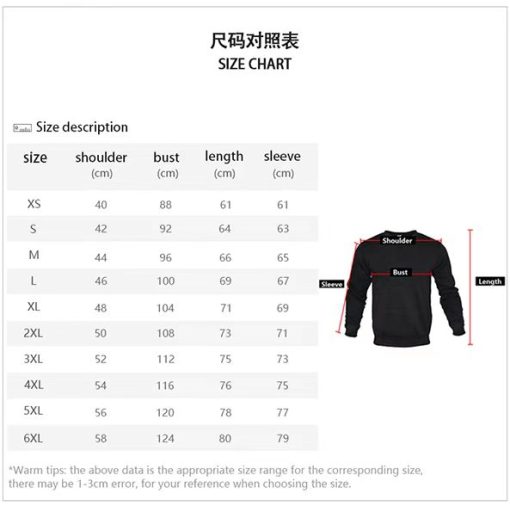 尺码对照表
SIZE CHART
Size description
size shoulder bust length sleeve
(cm) (cm) (cm) (cm)
XS 40 88 61 61
S 42 92 64 63
M 44 96 66 65
L 46 100 69 67
XL 48 104 71 69
2XL 50 108 73 71
3XL 52 112 75 73
4XL 54 116 76 75
5XL 56 120 78 77
6XL 58 124 80 79
Shoulder
Bust
Sleeve
Length
*Warm tips: the above data is the appropriate size range for the corresponding size,
there may be 1-3cm error, for your reference when choosing the size.